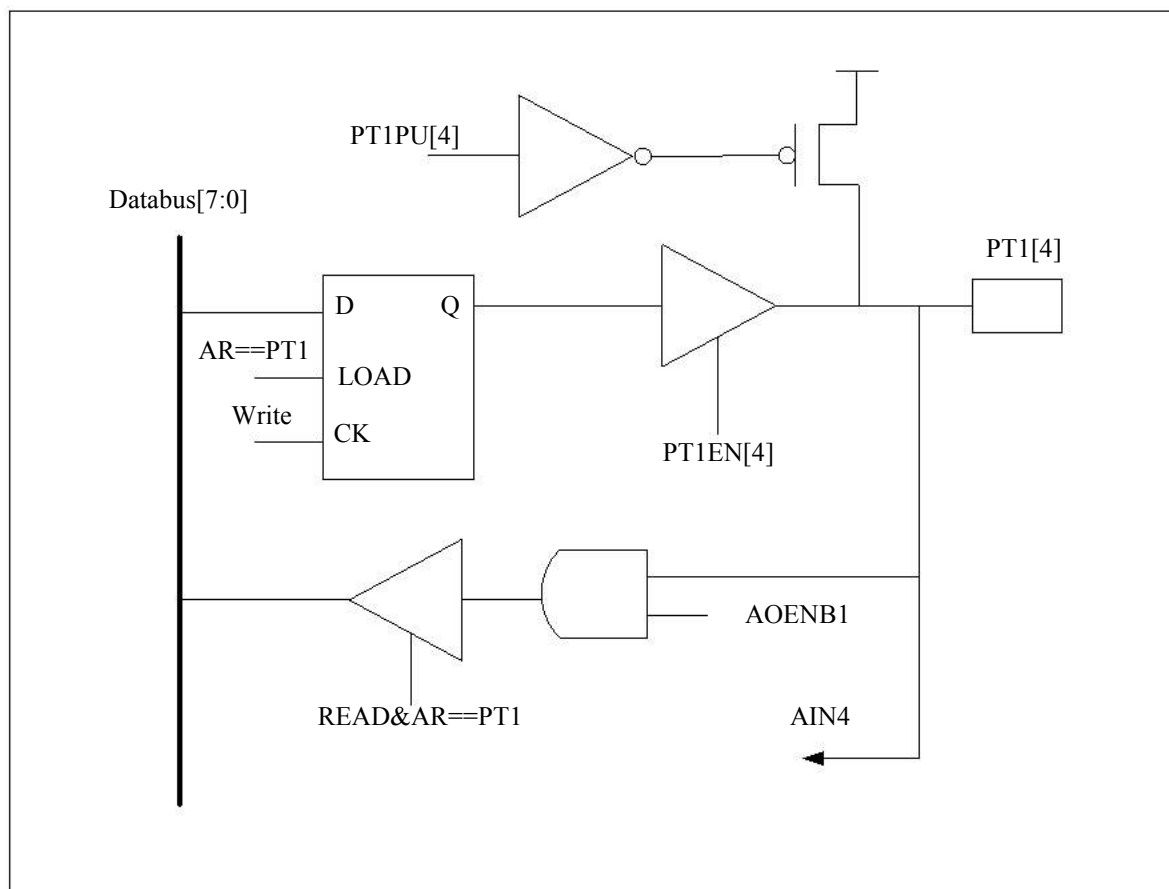 PT1PU[4]
Databus[7:0]
PT1[4]
D
Q
AR==PT1
LOAD
Write
CK
PT1EN[4]
AOENB1
READ&AR==PT1
AIN4